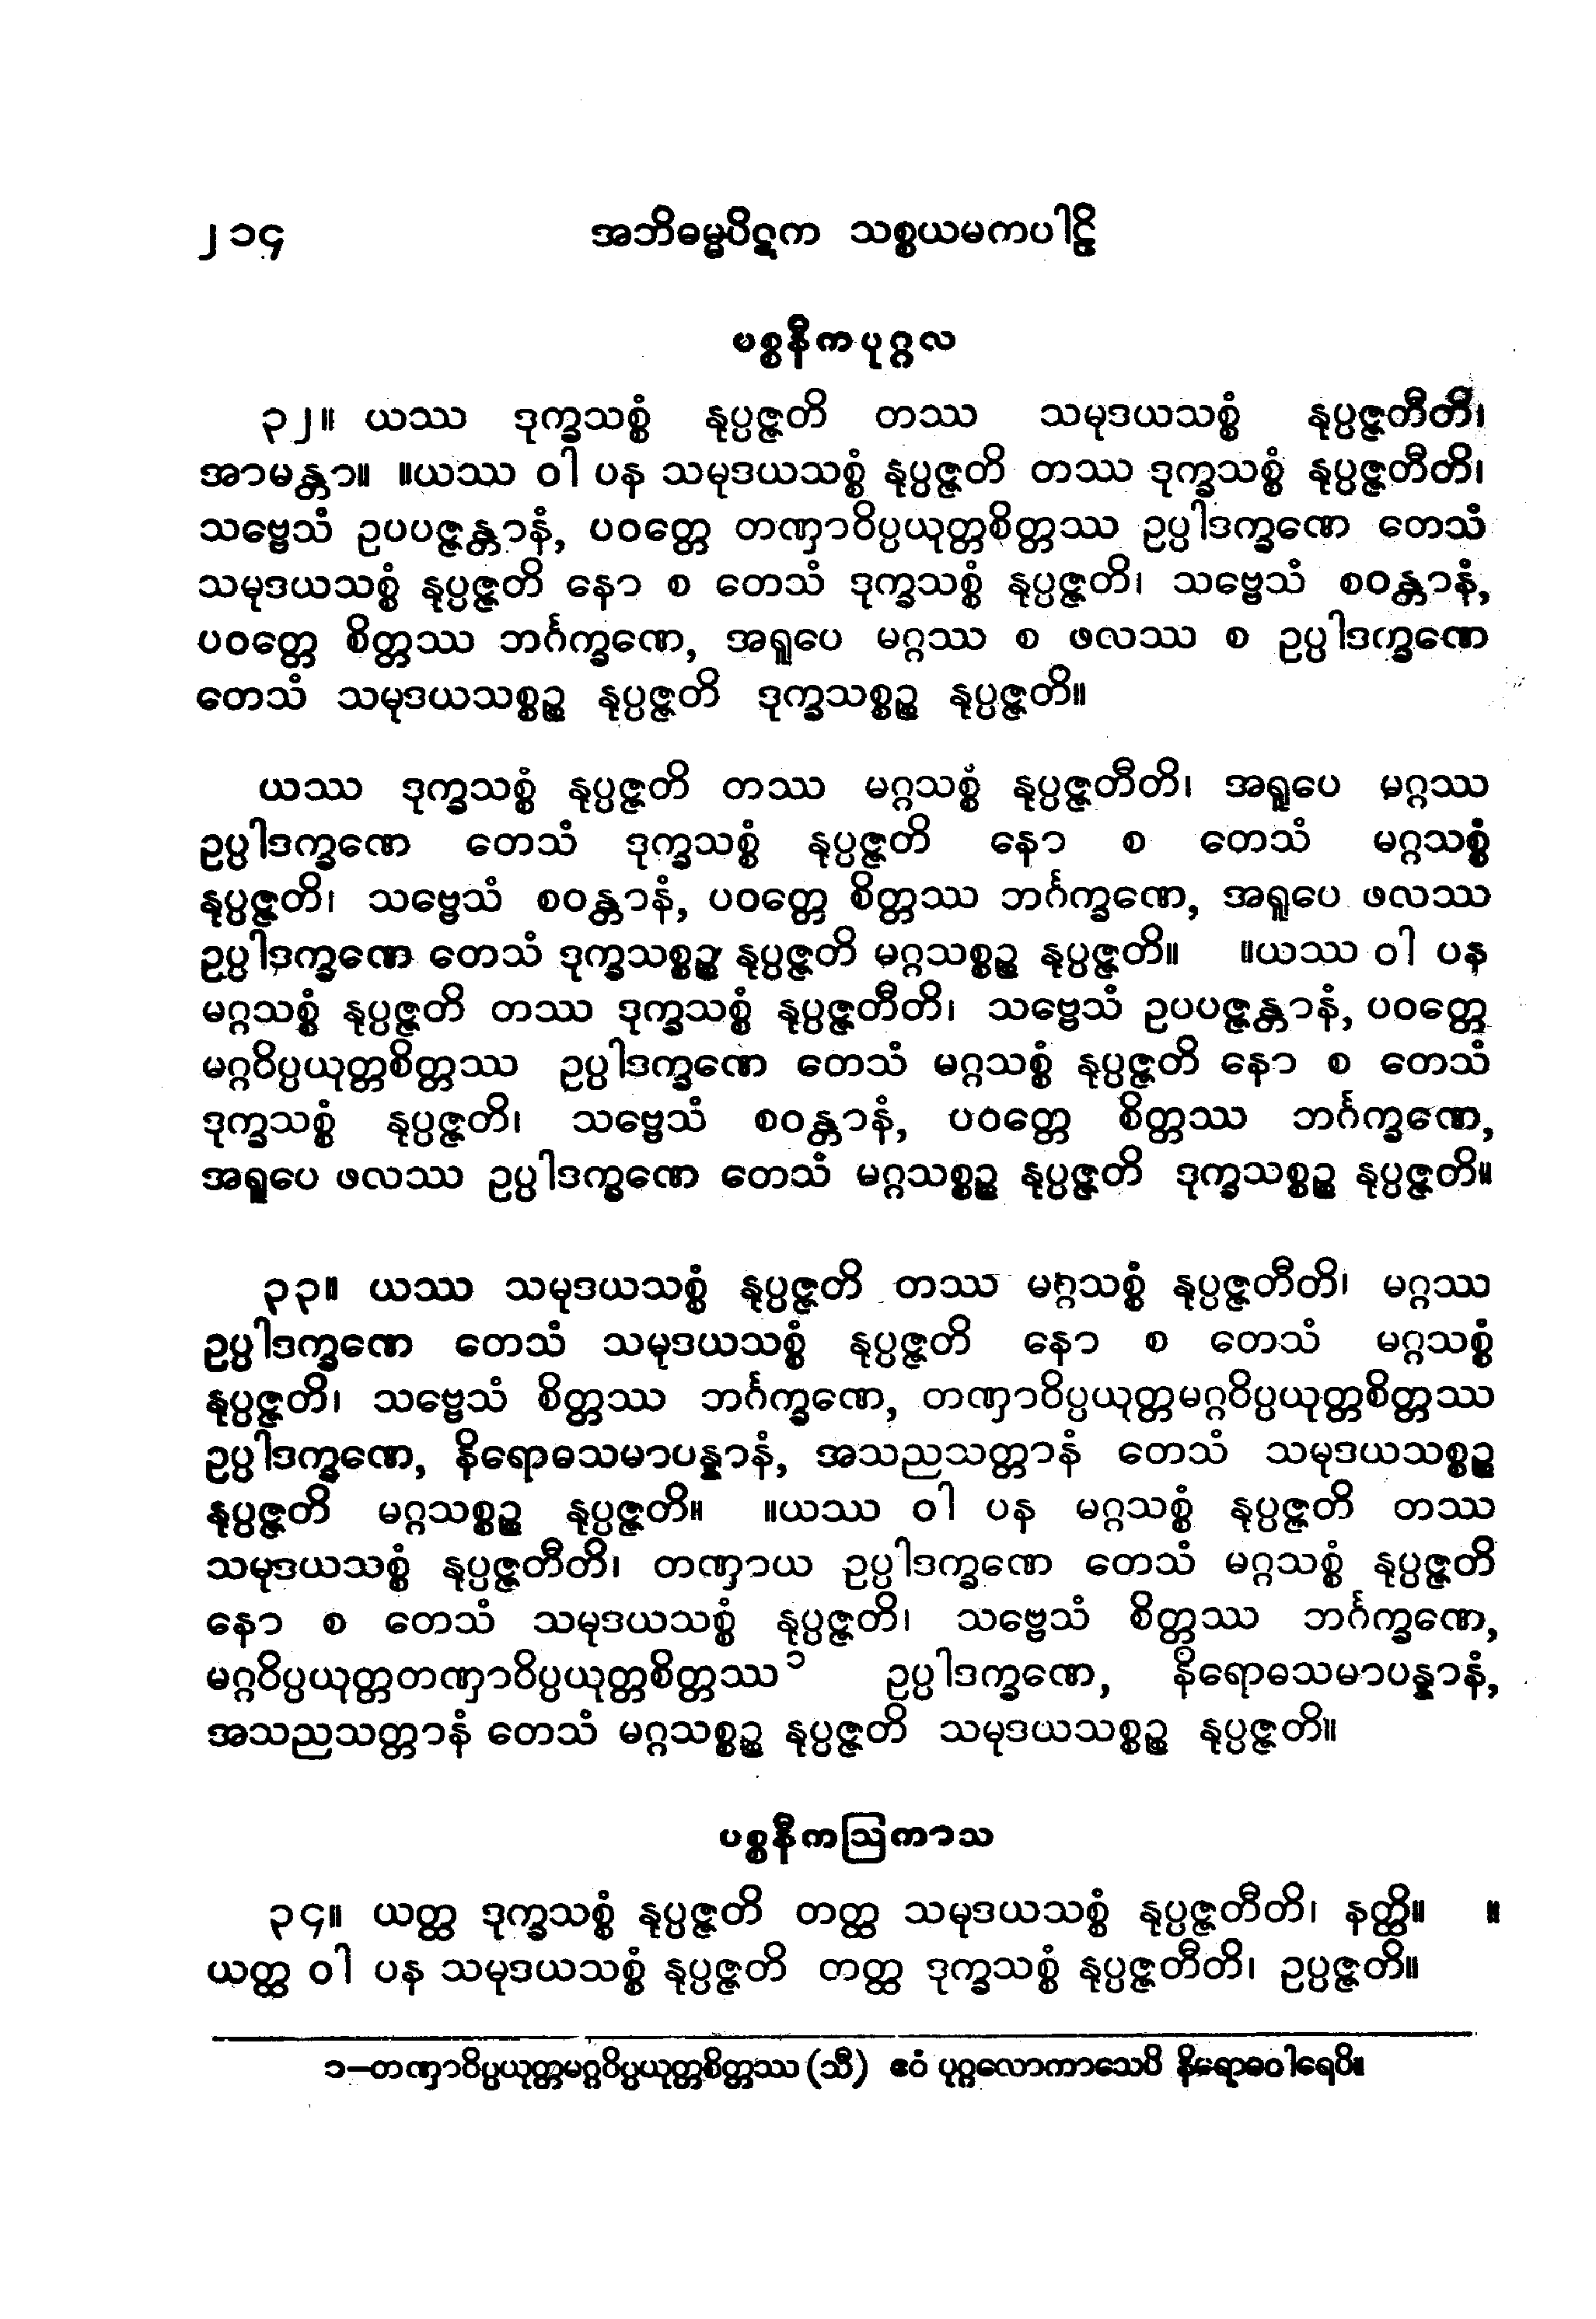 ၂၁၄ အဘိဓမ္မပိဋက သစ္စယမကပါဠိ
ပစ္စနီကပုဂ္ဂလ
၃၂။ ယဿ ဒုက္ခသစ္စံ နုပ္ပဇ္ဇတိ တဿ သမုဒယသစ္စံ နုပ္ပဇ္ဇတီတိ၊
အာမန္တာ။ ။ယဿ ဝါ ပန သမုဒယသစ္စံ နုပ္ပဇ္ဇတိ တဿ ဒုက္ခသစ္စံ နုပ္ပဇ္ဇတီတိ၊
သဗ္ဗေသံ ဥပပဇ္ဇန္တာနံ, ပဝတ္တေ တဏှာဝိပ္ပယုတ္တစိတ္တဿ ဥပ္ပါဒက္ခဏေ တေသံ
သမုဒယသစ္စံ နုပ္ပဇ္ဇတိ နော စ တေသံ ဒုက္ခသစ္စံ နုပ္ပဇ္ဇတိ၊ သဗ္ဗေသံ စဝန္တာနံ,
ပဝတ္တေ စိတ္တဿ ဘင်္ဂက္ခဏေ, အရူပေ မဂ္ဂဿ စ ဖလဿ စ ဥပ္ပါဒက္ခဏေ
တေသံ သမုဒယသစ္စဉ္စ နုပ္ပဇ္ဇတိ ဒုက္ခသစ္စဉ္စ နုပ္ပဇ္ဇတိ။
ယဿ ဒုက္ခသစ္စံ နုပ္ပဇ္ဇတိ တဿ မဂ္ဂသစ္စံ နုပ္ပဇ္ဇတီတိ၊ အရူပေ မဂ္ဂဿ
ဥပ္ပါဒက္ခဏေ တေသံ ဒုက္ခသစ္စံ နုပ္ပဇ္ဇတိ နော စ တေသံ မဂ္ဂသစ္စံ
နုပ္ပဇ္ဇတိ၊ သဗ္ဗေသံ စဝန္တာနံ, ပဝတ္တေ စိတ္တဿ ဘင်္ဂက္ခဏေ, အရူပေ ဖလဿ
ဥပ္ပါဒက္ခဏေ တေသံ ဒုက္ခသစ္စဉ္စ နုပ္ပဇ္ဇတိ မဂ္ဂသစ္စဉ္စ နုပ္ပဇ္ဇတိ။ ။ယဿ ဝါ ပန
မဂ္ဂသစ္စံ နုပ္ပဇ္ဇတိ တဿ ဒုက္ခသစ္စံ နုပ္ပဇ္ဇတီတိ၊ သဗ္ဗေသံ ဥပပဇ္ဇန္တာနံ, ပဝတ္တေ
မဂ္ဂဝိပ္ပယုတ္တစိတ္တဿ ဥပ္ပါဒက္ခဏေ တေသံ မဂ္ဂသစ္စံ နုပ္ပဇ္ဇတိ နော စ တေသံ
ဒုက္ခသစ္စံ နုပ္ပဇ္ဇတိ၊ သဗ္ဗေသံ စဝန္တာနံ, ပဝတ္တေ စိတ္တဿ ဘင်္ဂက္ခဏေ,
အရူပေ ဖလဿ ဥပ္ပါဒက္ခဏေ တေသံ မဂ္ဂသစ္စဉ္စ နုပ္ပဇ္ဇတိ ဒုက္ခသစ္စဉ္စ နုပ္ပဇ္ဇတိ။
၃၃။ ယဿ သမုဒယသစ္စံ နုပ္ပဇ္ဇတိ တဿ မဂ္ဂသစ္စံ နုပ္ပဇ္ဇတီတိ၊ မဂ္ဂဿ
ဥပ္ပါဒက္ခဏေ တေသံ သမုဒယသစ္စံ နုပ္ပဇ္ဇတိ နော စ တေသံ မဂ္ဂသစ္စံ
နုပ္ပဇ္ဇတိ၊ သဗ္ဗေသံ စိတ္တဿ ဘင်္ဂက္ခဏေ, တဏှာဝိပ္ပယုတ္တမဂ္ဂဝိပ္ပယုတ္တစိတ္တဿ
ဥပ္ပါဒက္ခဏေ, နိရောဓသမာပန္နာနံ, အသညသတ္တာနံ တေသံ သမုဒယသစ္စဉ္စ
နုပ္ပဇ္ဇတိ မဂ္ဂသစ္စဉ္စ နုပ္ပဇ္ဇတိ။ ။ယဿ ဝါ ပန မဂ္ဂသစ္စံ နုပ္ပဇ္ဇတိ တဿ
သမုဒယသစ္စံ နုပ္ပဇ္ဇတီတိ၊ တဏှာယ ဥပ္ပါဒက္ခဏေ တေသံ မဂ္ဂသစ္စံ နုပ္ပဇ္ဇတိ
နော စ တေသံ သမုဒယသစ္စံ နုပ္ပဇ္ဇတိ၊ သဗ္ဗေသံ စိတ္တဿ ဘင်္ဂက္ခဏေ,
မဂ္ဂဝိပ္ပယုတ္တတဏှာဝိပ္ပယုတ္တစိတ္တဿ၁ ဥပ္ပါဒက္ခဏေ, နိရောဓသမာပန္နာနံ,
အသညသတ္တာနံ တေသံ မဂ္ဂသစ္စဉ္စ နုပ္ပဇ္ဇတိ သမုဒယသစ္စဉ္စ နုပ္ပဇ္ဇတိ။
ပစ္စနီကဩကာသ
၃၄။ ယတ္ထ ဒုက္ခသစ္စံ နုပ္ပဇ္ဇတိ တတ္ထ သမုဒယသစ္စံ နုပ္ပဇ္ဇတီတိ၊ နတ္ထိ။ ။
ယတ္ထ ဝါ ပန သမုဒယသစ္စံ နုပ္ပဇ္ဇတိ တတ္ထ ဒုက္ခသစ္စံ နုပ္ပဇ္ဇတီတိ၊ ဥပ္ပဇ္ဇတိ။
၁–တဏှာဝိပ္ပယုတ္တမဂ္ဂဝိပ္ပယုတ္တစိတ္တဿ (သီ) ဧဝံ ပုဂ္ဂလောကာသေပိ နိရောဓဝါရေပိ။